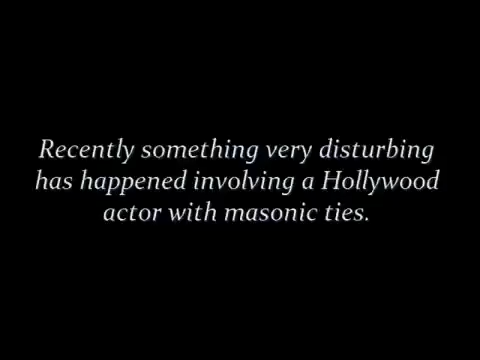 Recently something very disturbing
has happened involving a Hollywood
actor with masonic ties.